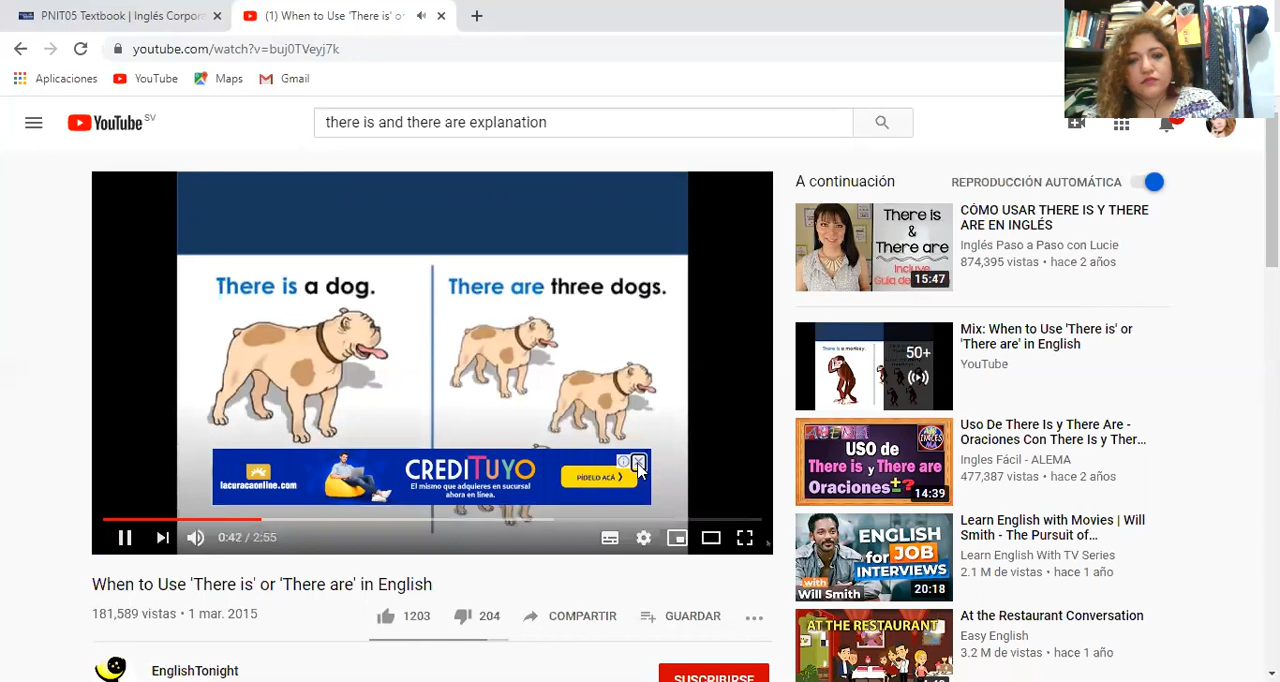 PNIT05 Textbook | Inglés Corpor
(1) When to Use 'There is' or
youtube.com/watch?v=buj0TVeyj7k
Aplicaciones
YouTube
Maps
Gmail
YouTube SV
there is and there are explanation
There is a dog.
There are three dogs.
lacuracaonline.com
CREDITUYO
El mismo que adquieres en sucursal
ahora en línea.
PÍDELO ACÁ
0:42 / 2:55
When to Use 'There is' or 'There are' in English
181,589 vistas • 1 mar. 2015
1203
204
COMPARTIR
GUARDAR
EnglishTonight
SUSCRIBIRSE
A continuación
REPRODUCCIÓN AUTOMÁTICA
There is
&
There are
Incluye
15:47
CÓMO USAR THERE IS Y THERE
ARE EN INGLÉS
Inglés Paso a Paso con Lucie
874,395 vistas • hace 2 años
There is a monkey.
50+
Mix: When to Use 'There is' or
'There are' in English
YouTube
USO de
There is y There are
Oraciones ± ?
14:39
Uso De There Is y There Are -
Oraciones Con There Is y Ther...
Ingles Fácil - ALEMA
477,387 vistas • hace 2 años
ENGLISH
for JOB
INTERVIEWS
with
Will Smith
20:18
Learn English with Movies | Will
Smith - The Pursuit of...
Learn English With TV Series
2.1 M de vistas • hace 1 año
AT THE RESTAURANT
At the Restaurant Conversation
Easy English
3.2 M de vistas • hace 1 año